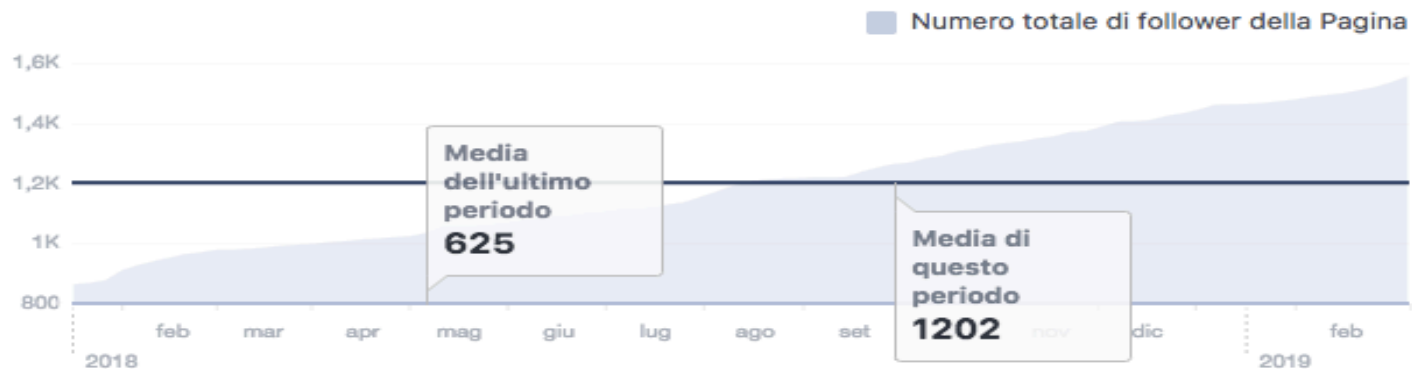 Numero totale di follower della Pagina
1,6K
1,4K
1,2K
1K
800
Media
dell'ultimo
periodo
625
Media di
questo
periodo
1202
feb mar apr mag giu lug ago set nov dic feb
2018 2019